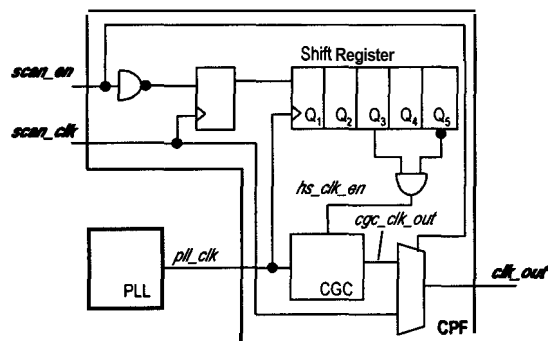 Shift Register
scan_en
Q1 Q2 Q3 Q4 Q5
scan_clk
hs_clk_en
cgc_clk_out
pll_clk
clk_out
PLL
CGC
CPF